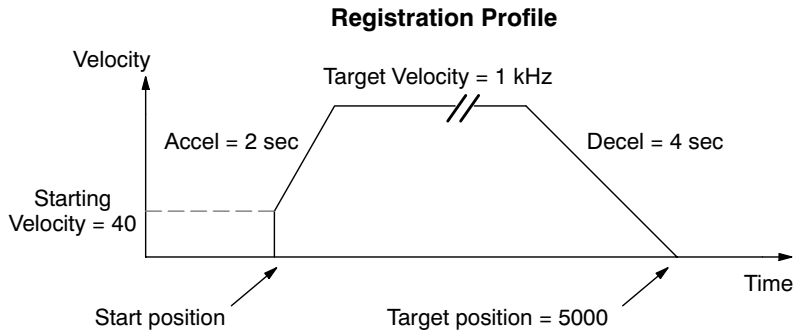 Registration Profile
Velocity
Target Velocity = 1 kHz
Accel = 2 sec
Decel = 4 sec
Starting
Velocity = 40
Time
Start position
Target position = 5000